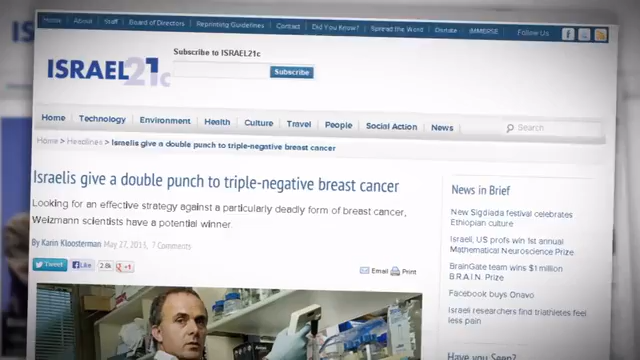 Home About Staff Board of Directors Reprinting Guidelines Contact Did You Know? Spread the Word Donate IMMERSE Follow Us
Subscribe to ISRAEL21c
ISRAEL21c
Subscribe
Home Technology Environment Health Culture Travel People Social Action News Search
Home > Headlines > Israelis give a double punch to triple-negative breast cancer
Israelis give a double punch to triple-negative breast cancer
Looking for an effective strategy against a particularly deadly form of breast cancer,
Weizmann scientists have a potential winner
By Karin Kloosterman May 27, 7 Comments
Tweet Like 2.8k +1 Email Print
News in Brief
New Sigdiada festival celebrates
Ethiopian culture
Israeli, US profs win 1st annual
Mathematical Neuroscience Prize
BrainGate team wins $1 million
B.R.A.I.N. Prize
Facebook buys Onavo
Israeli researchers find triathletes feel
less pain
Have you Seen?